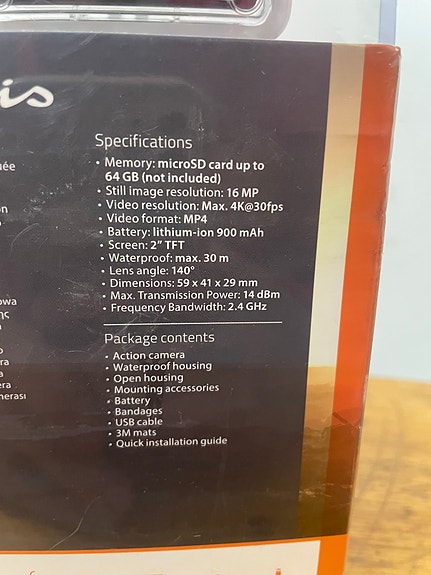 is
Specifications
• Memory: microSD card up to
64 GB (not included)
• Still image resolution: 16 MP
• Video resolution: Max. 4K@30fps
• Video format: MP4
• Battery: lithium-ion 900 mAh
• Screen: 2” TFT
• Waterproof: max. 30 m
• Lens angle: 140°
• Dimensions: 59 x 41 x 29 mm
• Max. Transmission Power: 14 dBm
• Frequency Bandwidth: 2.4 GHz
Package contents
• Action camera
• Waterproof housing
• Open housing
• Mounting accessories
• Battery
• Bandages
• USB cable
• 3M mats
• Quick installation guide